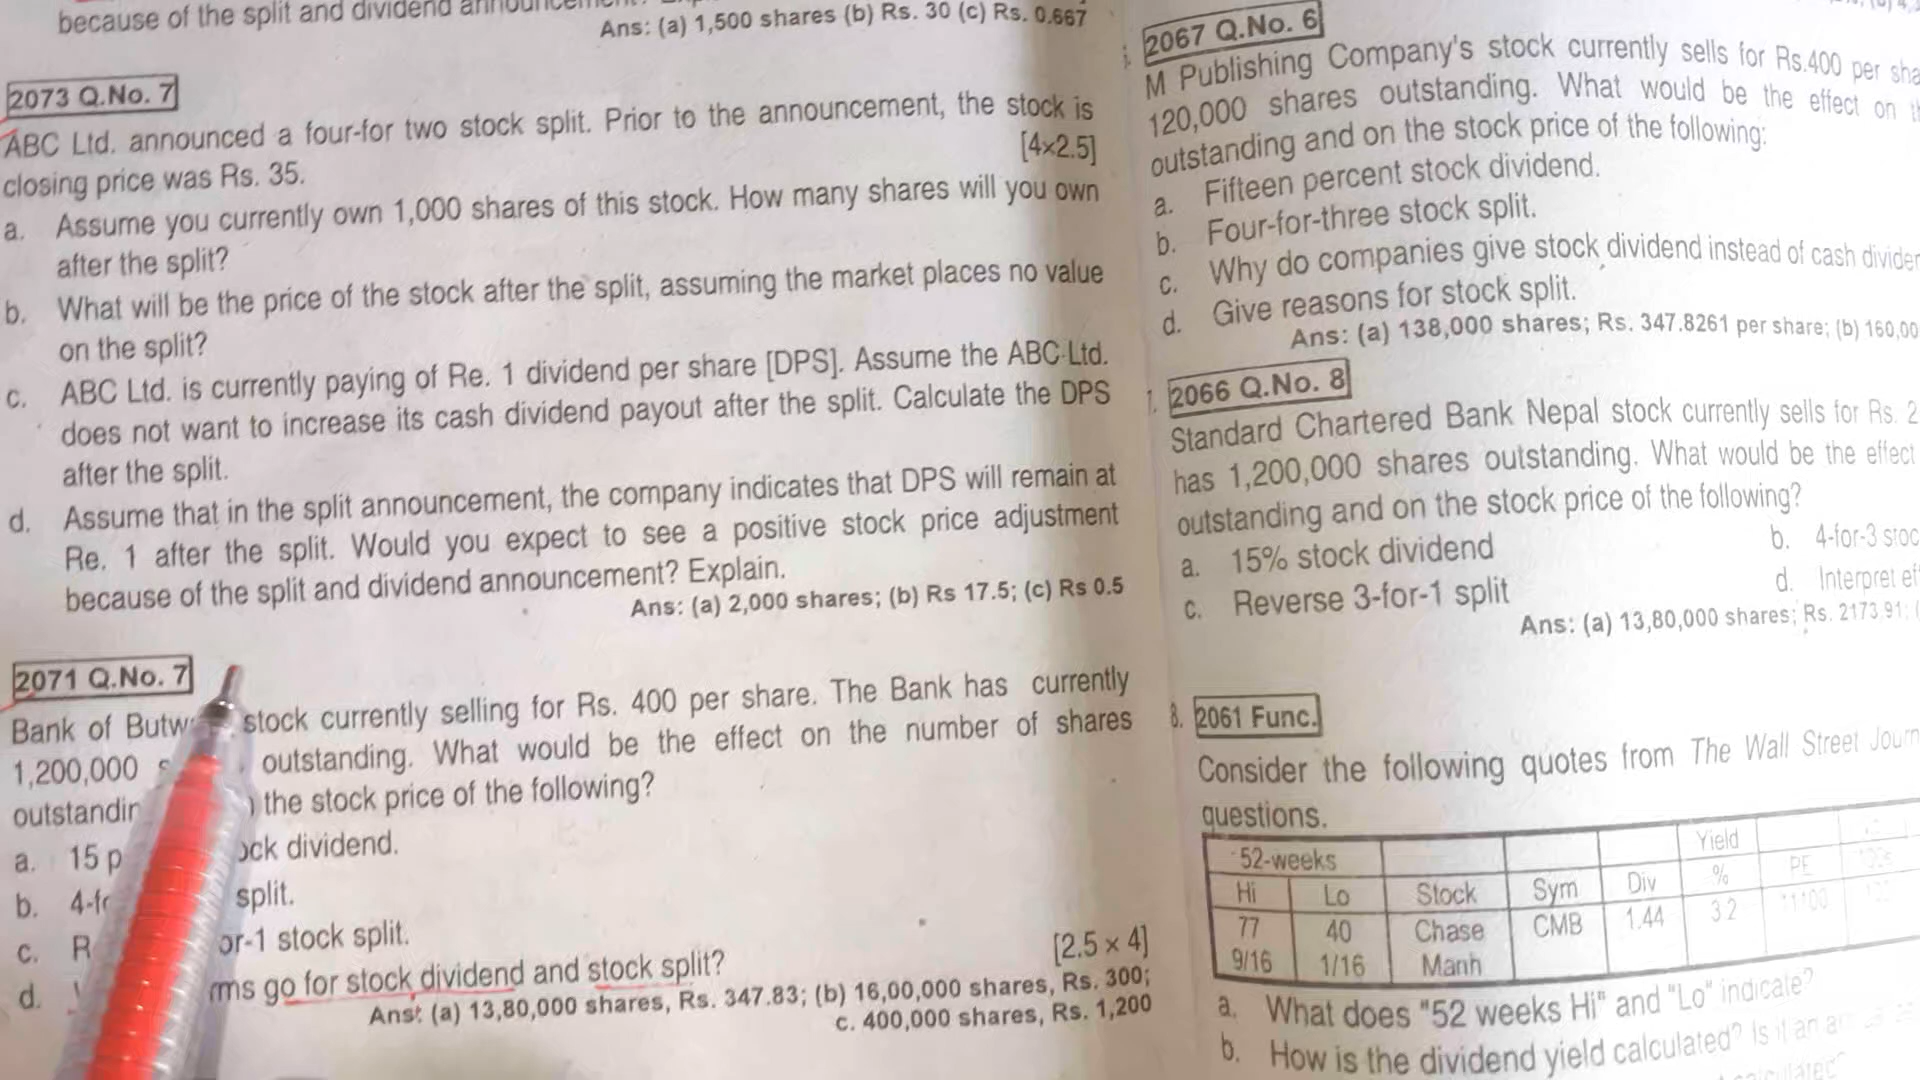 because of the split and dividend
Ans: (a) 1,500 shares (b) Rs. 30 (c) Rs. 0.667
2073 Q.No. 7
ABC Ltd. announced a four-for two stock split. Prior to the announcement, the stock is
[4×2.5]
closing price was Rs. 35.
a. Assume you currently own 1,000 shares of this stock. How many shares will you own
after the split?
b. What will be the price of the stock after the split, assuming the market places no value
on the split?
c. ABC Ltd. is currently paying of Re. 1 dividend per share [DPS]. Assume the ABC Ltd.
does not want to increase its cash dividend payout after the split. Calculate the DPS
after the split.
d. Assume that in the split announcement, the company indicates that DPS will remain at
Re. 1 after the split. Would you expect to see a positive stock price adjustment
because of the split and dividend announcement? Explain.
Ans: (a) 2,000 shares; (b) Rs 17.5; (c) Rs 0.5
2071 Q.No. 7
Bank of stock currently selling for Rs. 400 per share. The Bank has currently
1,200,000 outstanding. What would be the effect on the number of shares
the stock price of the following?
a. 15 dividend.
b. split.
c. stock split.
d. go for stock dividend and stock split?
[2.5 × 4]
Ans: (a) 13,80,000 shares, Rs. 347.83; (b) 16,00,000 shares, Rs. 300;
c. 400,000 shares, Rs. 1,200
2067 Q.No. 6
M Publishing Company's stock currently sells for Rs.400 per
120,000 shares outstanding. What would be the effect on
outstanding and on the stock price of the following:
a. Fifteen percent stock dividend.
b. Four-for-three stock split.
c. Why do companies give stock dividend instead of cash
d. Give reasons for stock split.
Ans: (a) 138,000 shares; Rs. 347.8261 per share; (b)
2066 Q.No. 8
Standard Chartered Bank Nepal stock currently sells for Rs.
has 1,200,000 shares outstanding. What would be the effect
outstanding and on the stock price of the following?
a. 15% stock dividend
b. 4-for-3
c. Reverse 3-for-1 split
d. Interpret
Ans: (a) 13,80,000 shares; Rs. 2173.91;
8. 2061 Func.
Consider the following quotes from The Wall Street
questions.
52-weeks Yield
Hi Lo Stock Sym Div % PE
77 40 Chase CMB 1.44 3.2
9/16 1/16 Manh
a. What does "52 weeks Hi" and "Lo" indicate?
b. How is the dividend yield calculated? Is it an